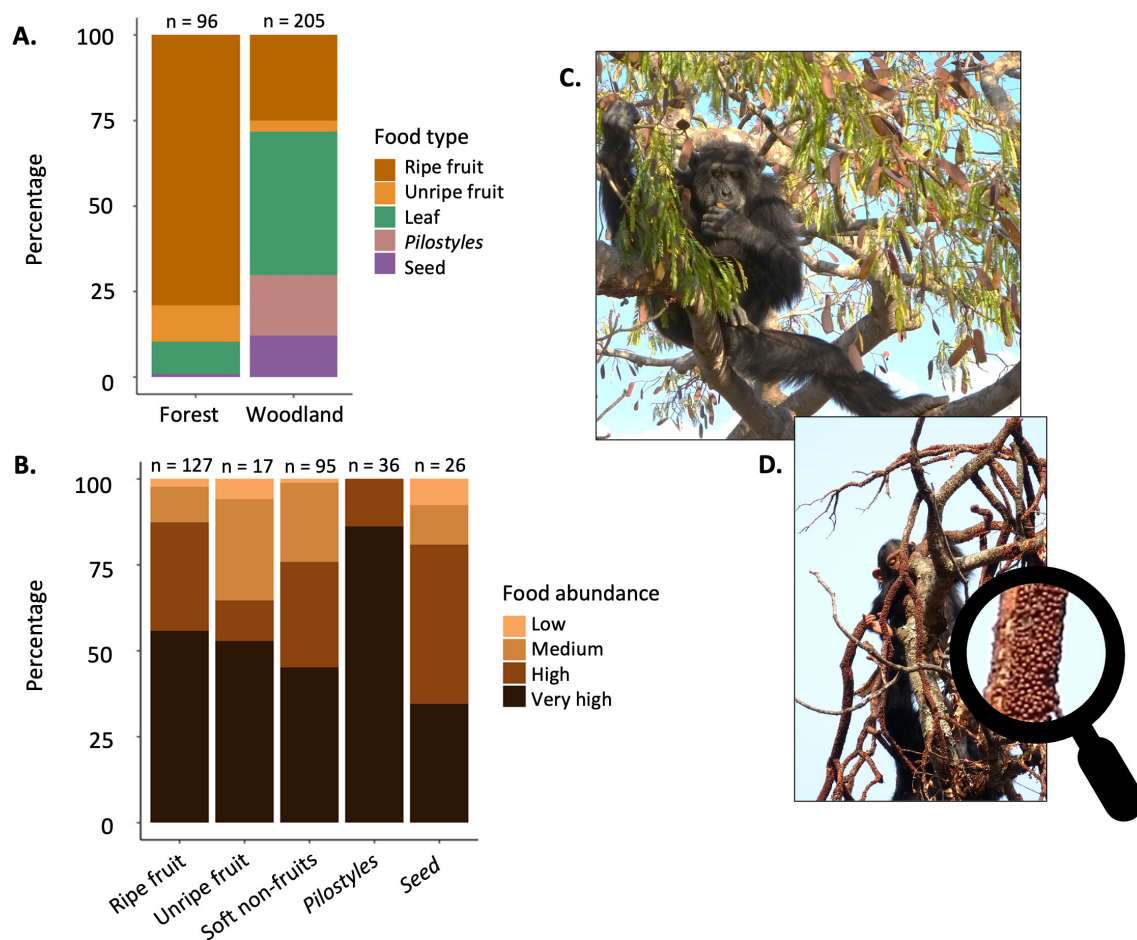 A.
n = 96 n = 205
100
75
50
25
0
Percentage
Forest Woodland
Food type
Ripe fruit
Unripe fruit
Leaf
Pilostyles
Seed
B.
n = 127 n = 17 n = 95 n = 36 n = 26
100
75
50
25
0
Percentage
Ripe fruit
Unripe fruit
Soft non-fruits
Pilostyles
Seed
Food abundance
Low
Medium
High
Very high
C.
D.